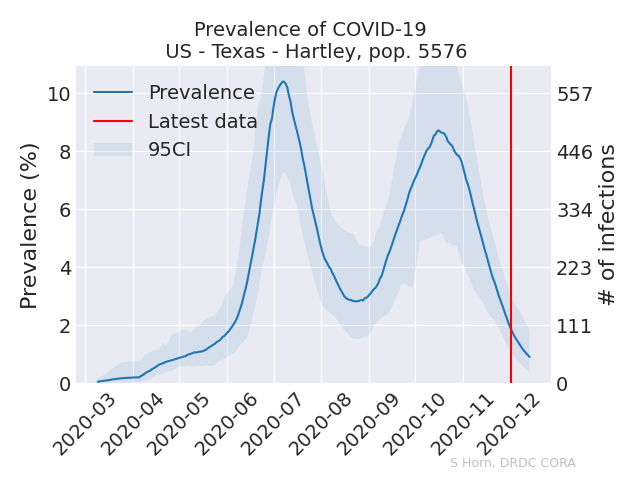 Prevalence of COVID-19
US - Texas - Hartley, pop. 5576
Prevalence
Latest data
95CI
Prevalence (%)
10
8
6
4
2
0
557
446
334
223
111
0
# of infections
2020-03
2020-04
2020-05
2020-06
2020-07
2020-08
2020-09
2020-10
2020-11
2020-12
S Horn, DRDC CORA